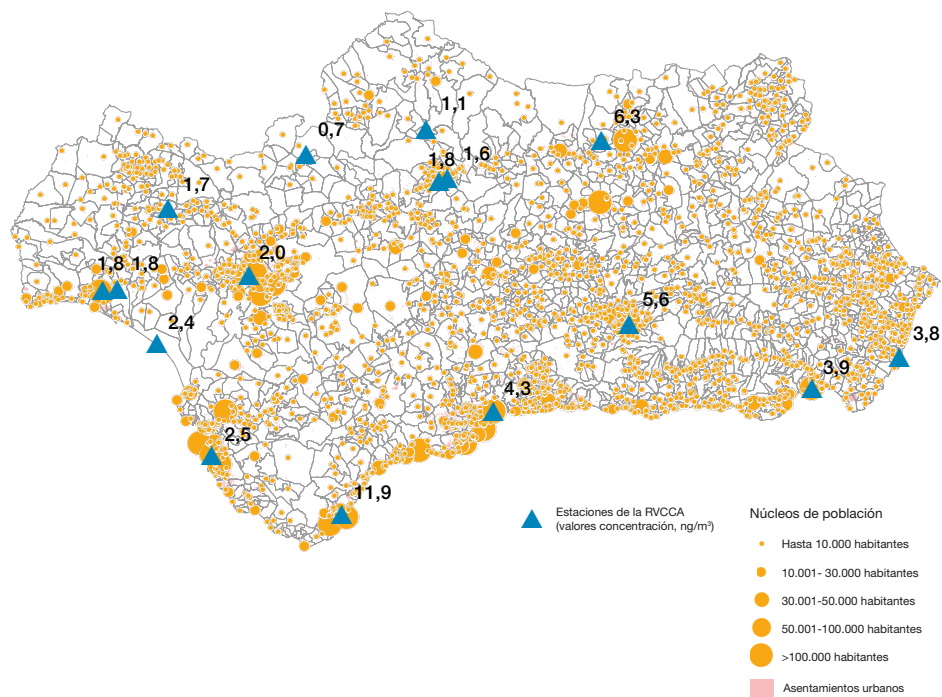 1,1
6,3
0,7
1,8 1,6
1,7
2,0
1,8 1,8
5,6
2,4
3,8
3,9
4,3
2,5
11,9
Estaciones de la RVCCA
(valores concentración, ng/m³)
Núcleos de población
Hasta 10.000 habitantes
10.001- 30.000 habitantes
30.001-50.000 habitantes
50.001-100.000 habitantes
>100.000 habitantes
Asentamientos urbanos